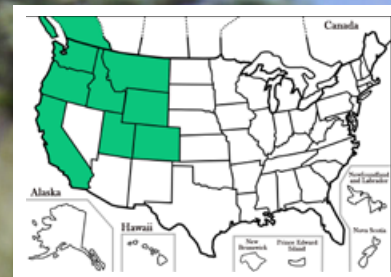 Canada
Alaska
Hawaii
Newfoundland
and Labrador
New
Brunswick
Prince Edward
Island
Nova Scotia